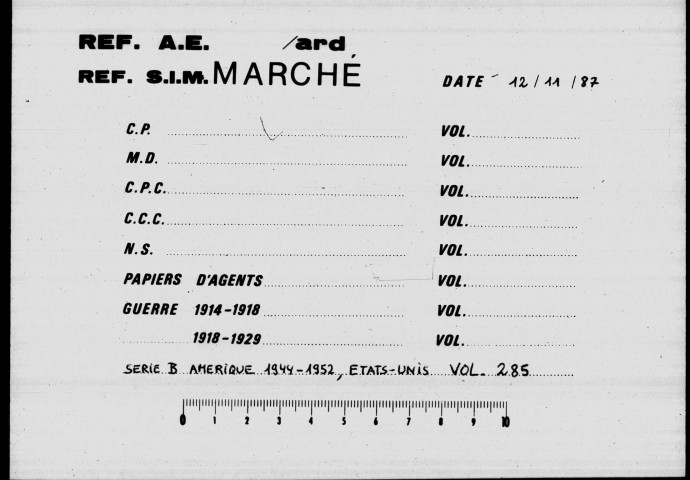 REF. A.E. /ard
REF. S.I.M. MARCHÉ DATE 12/11/87
C.P. VOL.
M.D. VOL.
C.P.C. VOL.
C.C.C. VOL.
N.S. VOL.
PAPIERS D'AGENTS VOL.
GUERRE 1914-1918 VOL.
1918-1929 VOL.
SERIE B AMERIQUE 1944-1952, ETATS-UNIS VOL. 285
0 1 2 3 4 5 6 7 8 9 10